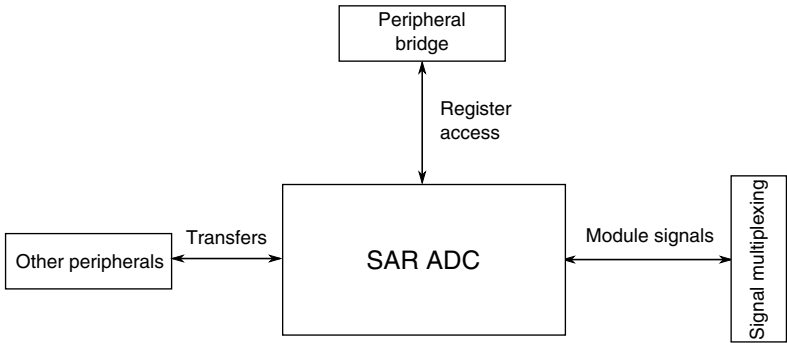 Peripheral
bridge
Register
access
Transfers
Other peripherals
SAR ADC
Module signals
Signal multiplexing